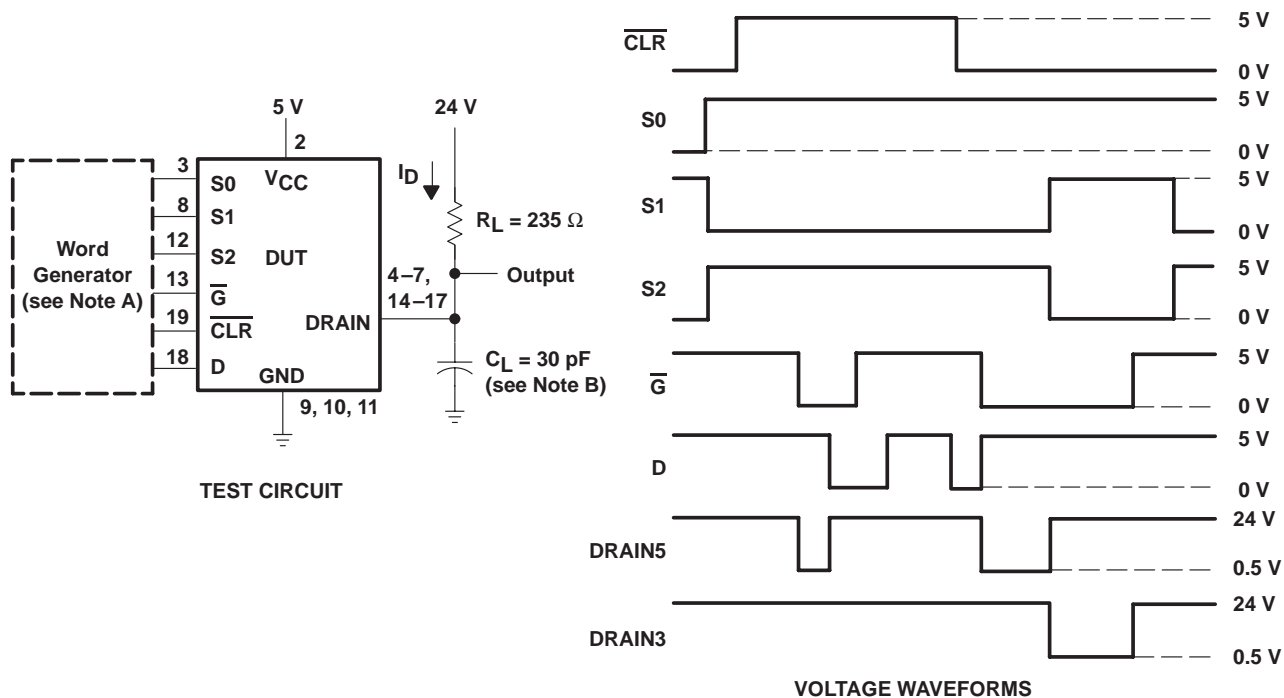 5 V
2
24 V
Word
Generator
(see Note A)
3
8
12
13
19
18
S0
S1
S2
G
CLR
D
VCC
DUT
DRAIN
GND
9, 10, 11
4–7,
14–17
ID
RL = 235 Ω
Output
CL = 30 pF
(see Note B)
TEST CIRCUIT
CLR
5 V
0 V
S0
5 V
0 V
S1
5 V
0 V
S2
5 V
0 V
G
5 V
0 V
D
5 V
0 V
DRAIN5
24 V
0.5 V
DRAIN3
24 V
0.5 V
VOLTAGE WAVEFORMS